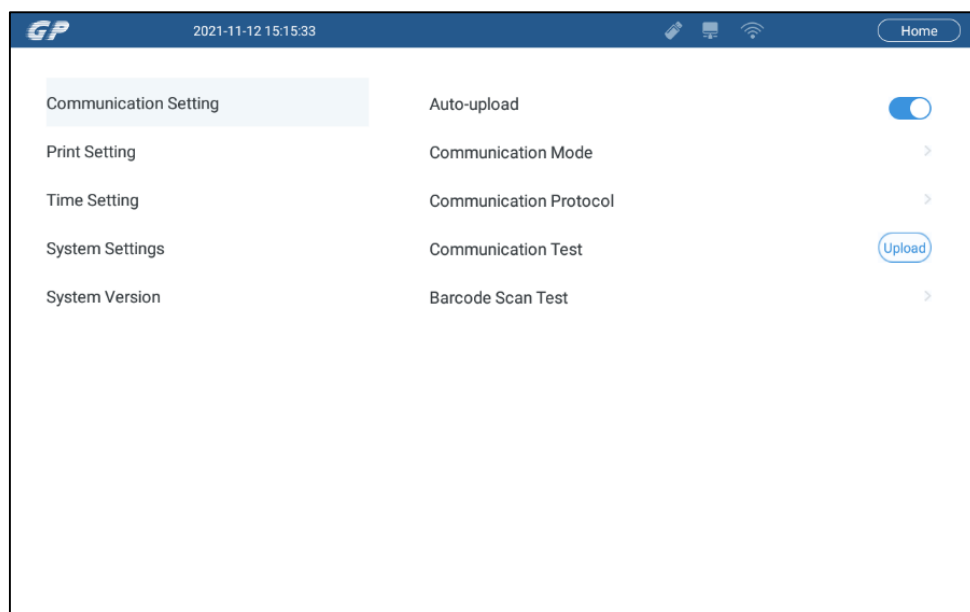 GP 2021-11-12 15:15:33 Home
Communication Setting
Print Setting
Time Setting
System Settings
System Version
Auto-upload
Communication Mode
Communication Protocol
Communication Test Upload
Barcode Scan Test